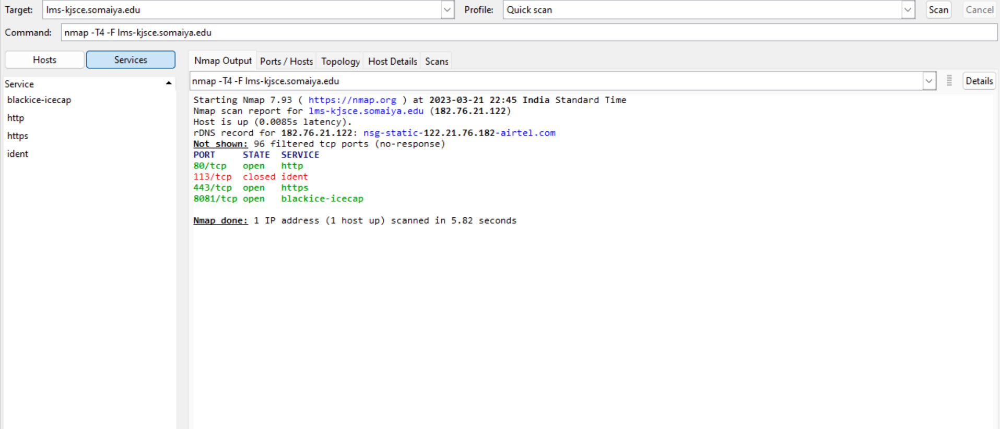 Target: lms-kjsce.somaiya.edu Profile: Quick scan Scan Cancel
Command: nmap -T4 -F lms-kjsce.somaiya.edu
Hosts Services
Nmap Output Ports / Hosts Topology Host Details Scans
nmap -T4 -F lms-kjsce.somaiya.edu Details
Service
blackice-icecap
http
https
ident
Starting Nmap 7.93 ( https://nmap.org ) at 2023-03-21 22:45 India Standard Time
Nmap scan report for lms-kjsce.somaiya.edu (182.76.21.122)
Host is up (0.0085s latency).
rDNS record for 182.76.21.122: nsg-static-122.21.76.182-airtel.com
Not shown: 96 filtered tcp ports (no-response)
PORT STATE SERVICE
80/tcp open http
113/tcp closed ident
443/tcp open https
8081/tcp open blackice-icecap
Nmap done: 1 IP address (1 host up) scanned in 5.82 seconds